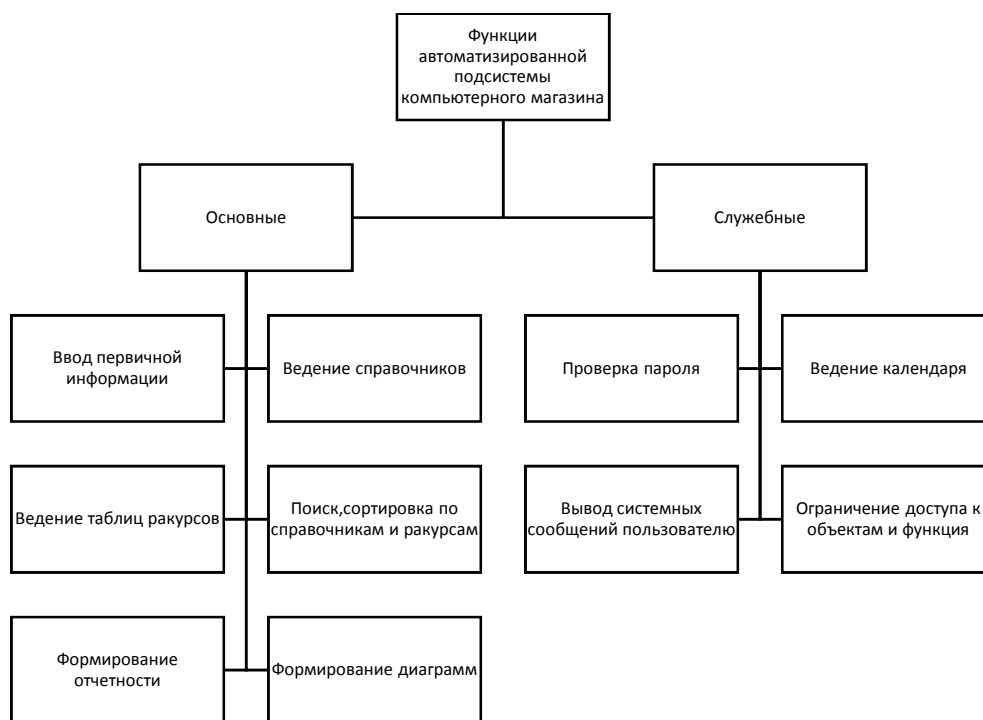 Функции
автоматизированной
подсистемы
компьютерного магазина
Основные
Служебные
Ввод первичной
информации
Ведение справочников
Проверка пароля
Ведение календаря
Ведение таблиц ракурсов
Поиск,сортировка по
справочникам и ракурсам
Вывод системных
сообщений пользователю
Ограничение доступа к
объектам и функция
Формирование
отчетности
Формирование диаграмм